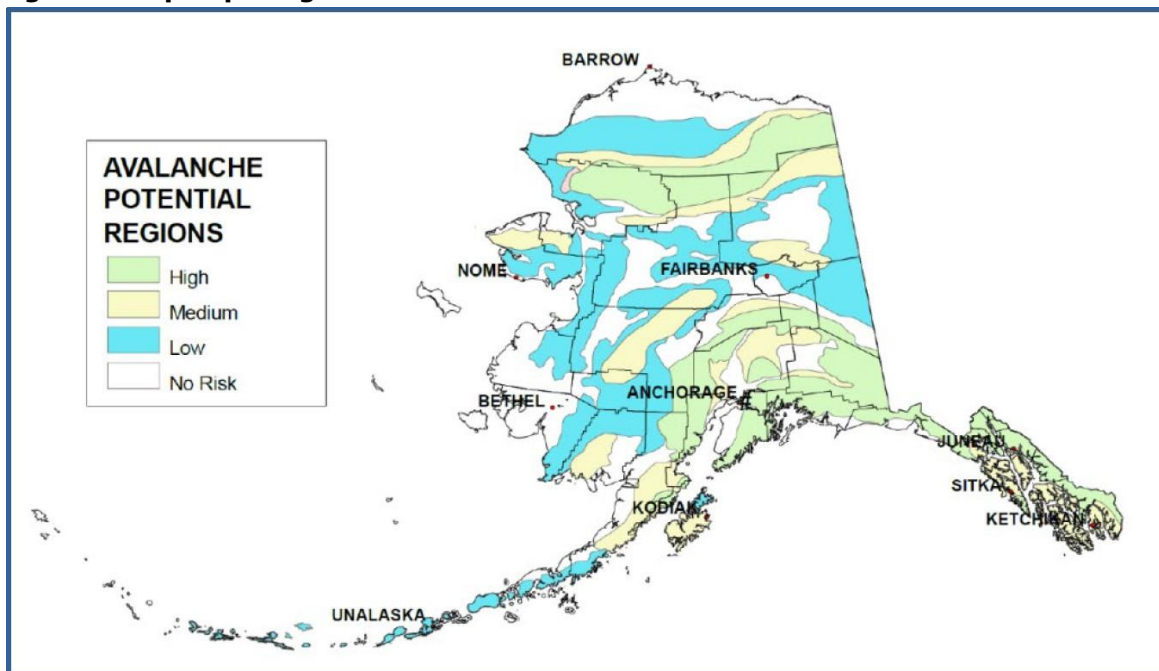 BARROW
AVALANCHE
POTENTIAL
REGIONS
High
Medium
Low
No Risk
NOME
FAIRBANKS
BETHEL
ANCHORAGE
JUNEAU
SITKA
KODIAK
KETCHIKAN
UNALASKA